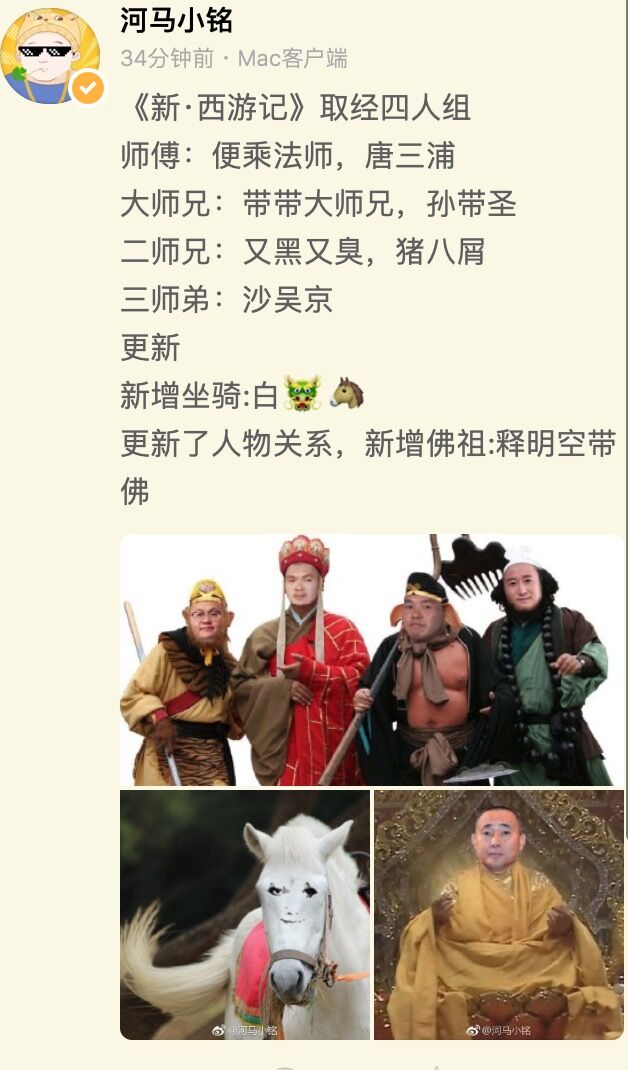 河马小铭
34分钟前·Mac客户端
《新·西游记》取经四人组
师傅：便乘法师，唐三浦
大师兄：带带大师兄，孙带圣
二师兄：又黑又臭，猪八屑
三师弟：沙吴京
更新
新增坐骑:白🐲🐴
更新了人物关系，新增佛祖:释明空带
佛
@河马小铭
@河马小铭